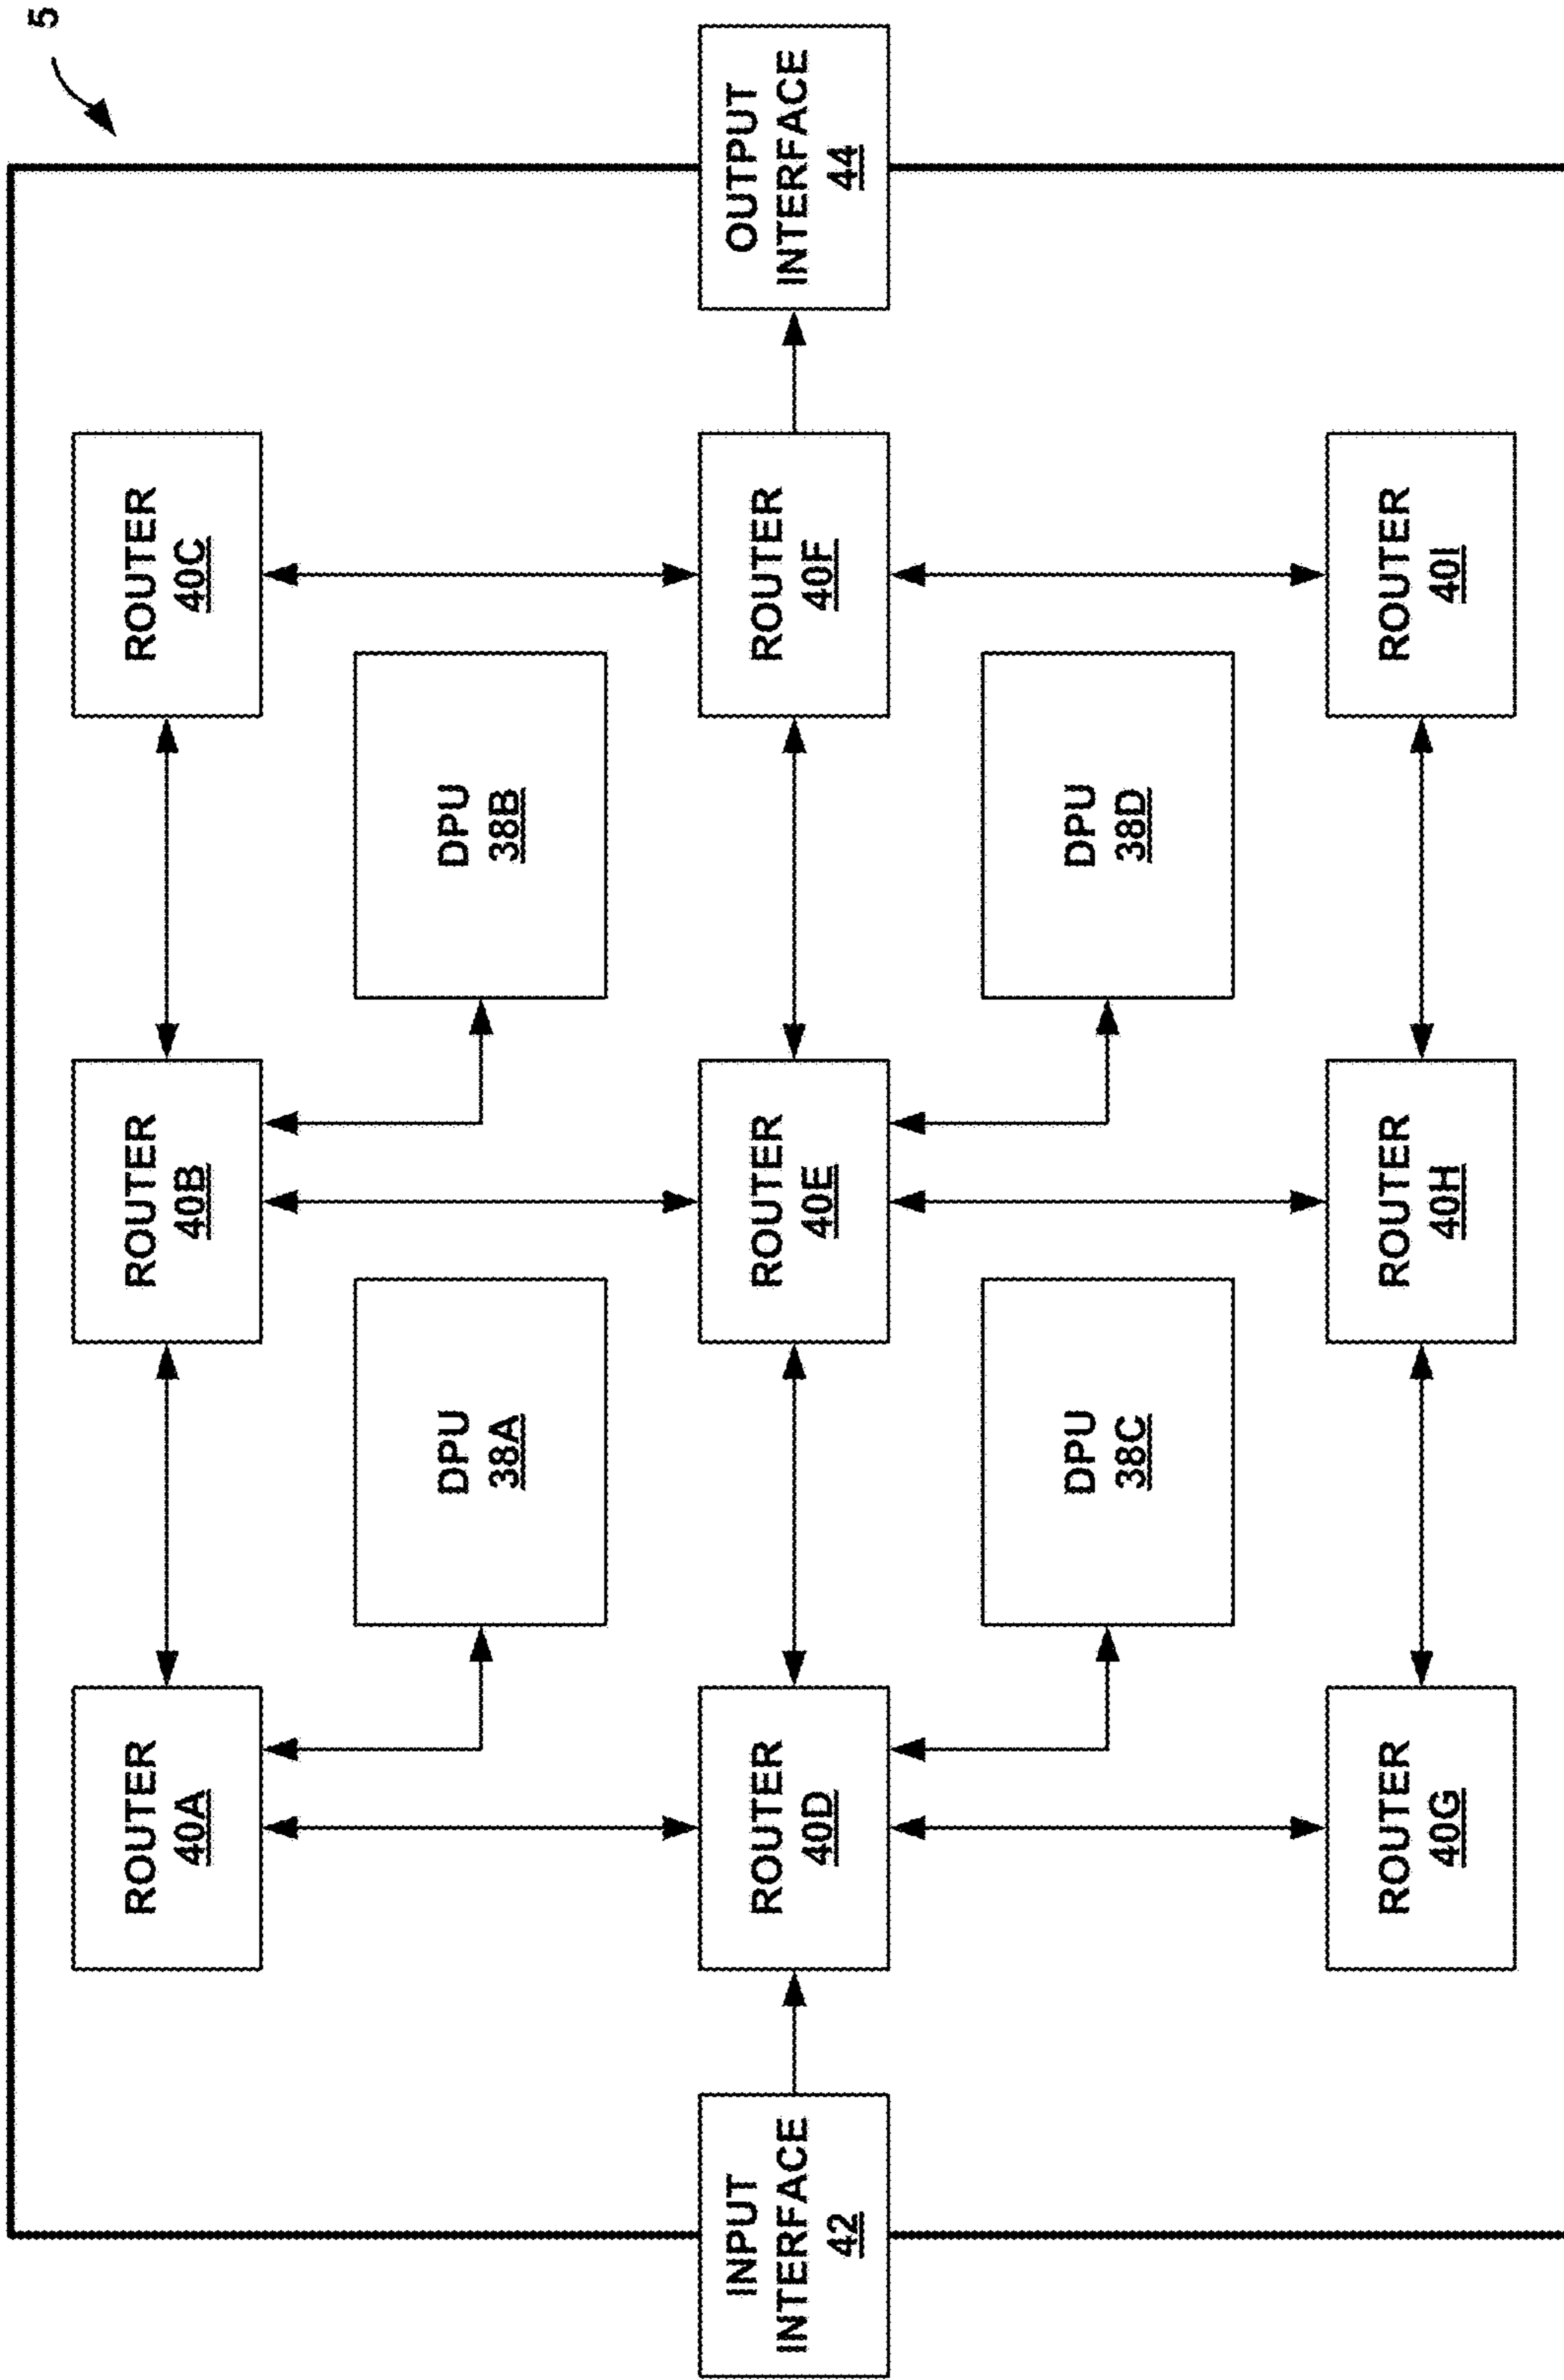 5
ROUTER
40A
ROUTER
40B
ROUTER
40C
DPU
38A
DPU
38B
INPUT
INTERFACE
42
ROUTER
40D
ROUTER
40E
ROUTER
40F
OUTPUT
INTERFACE
44
DPU
38C
DPU
38D
ROUTER
40G
ROUTER
40H
ROUTER
40I